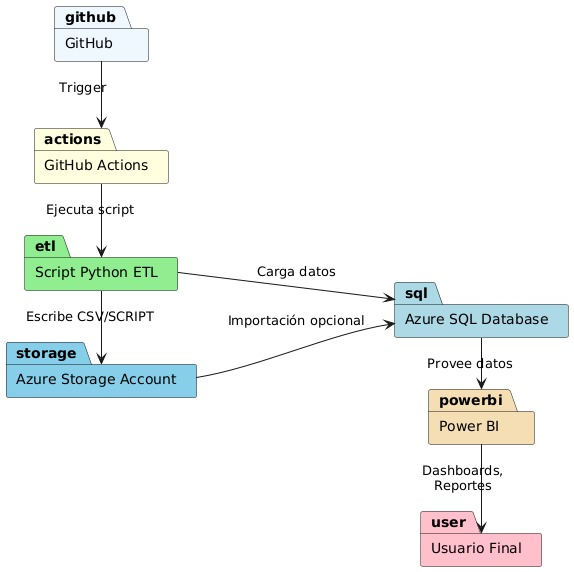 github
GitHub
Trigger
actions
GitHub Actions
Ejecuta script
etl
Script Python ETL
Carga datos
sql
Azure SQL Database
Escribe CSV/SCRIPT
Importación opcional
storage
Azure Storage Account
Provee datos
powerbi
Power BI
Dashboards,
Reportes
user
Usuario Final